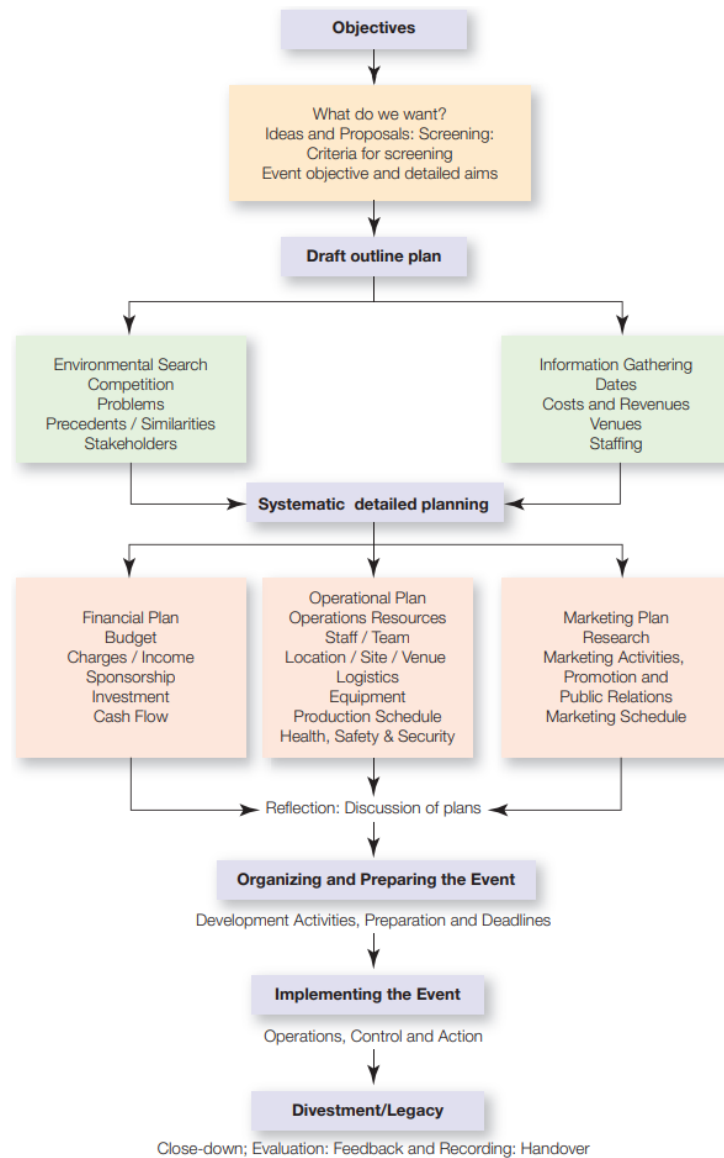 Objectives
What do we want?
Ideas and Proposals: Screening:
Criteria for screening
Event objective and detailed aims
Draft outline plan
Environmental Search
Competition
Problems
Precedents / Similarities
Stakeholders
Information Gathering
Dates
Costs and Revenues
Venues
Staffing
Systematic detailed planning
Financial Plan
Budget
Charges / Income
Sponsorship
Investment
Cash Flow
Operational Plan
Operations Resources
Staff / Team
Location / Site / Venue
Logistics
Equipment
Production Schedule
Health, Safety & Security
Marketing Plan
Research
Marketing Activities,
Promotion and
Public Relations
Marketing Schedule
Reflection: Discussion of plans
Organizing and Preparing the Event
Development Activities, Preparation and Deadlines
Implementing the Event
Operations, Control and Action
Divestment/Legacy
Close-down; Evaluation: Feedback and Recording: Handover